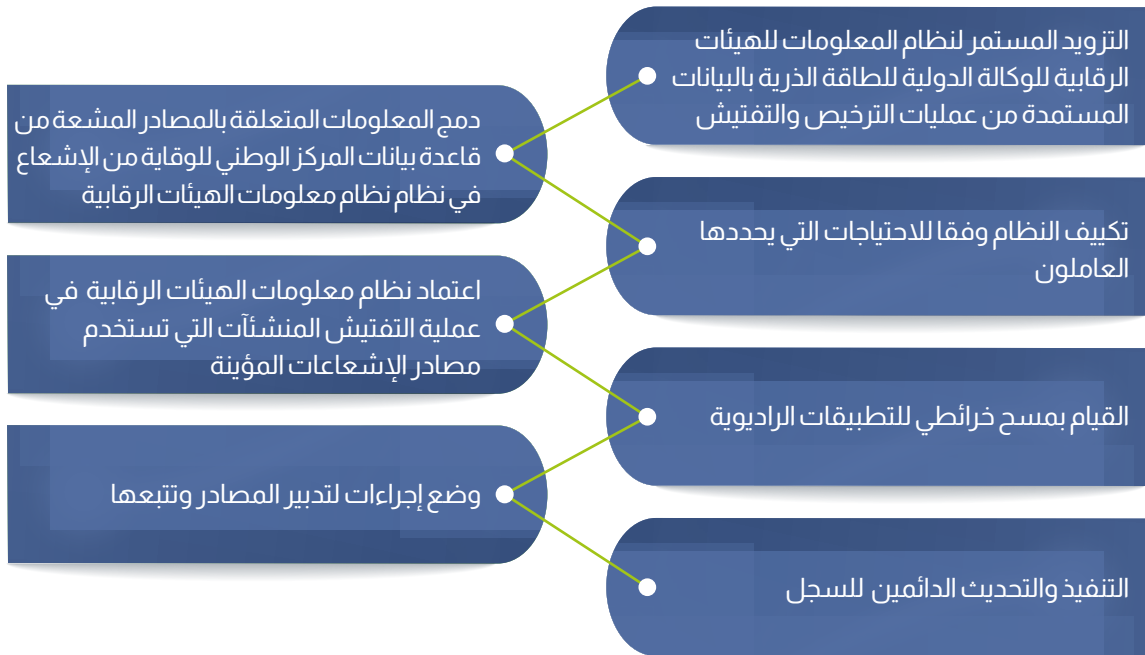 التزويد المستمر لنظام المعلومات للهيئات
الرقابية للوكالة الدولية للطاقة الذرية بالبيانات
المستمدة من عمليات الترخيص والتفتيش
دمج المعلومات المتعلقة بالمصادر المشعة من
قاعدة بيانات المركز الوطني للوقاية من الإشعاع
في نظام نظام معلومات الهيئات الرقابية
تكييف النظام وفقا للاحتياجات التي يحددها
العاملون
اعتماد نظام معلومات الهيئات الرقابية في
عملية التفتيش المنشئآت التي تستخدم
مصادر الإشعاعات المؤينة
القيام بمسح خرائطي للتطبيقات الراديوية
وضع إجراءات لتدبير المصادر وتتبعها
التنفيذ والتحديث الدائمين للسجل